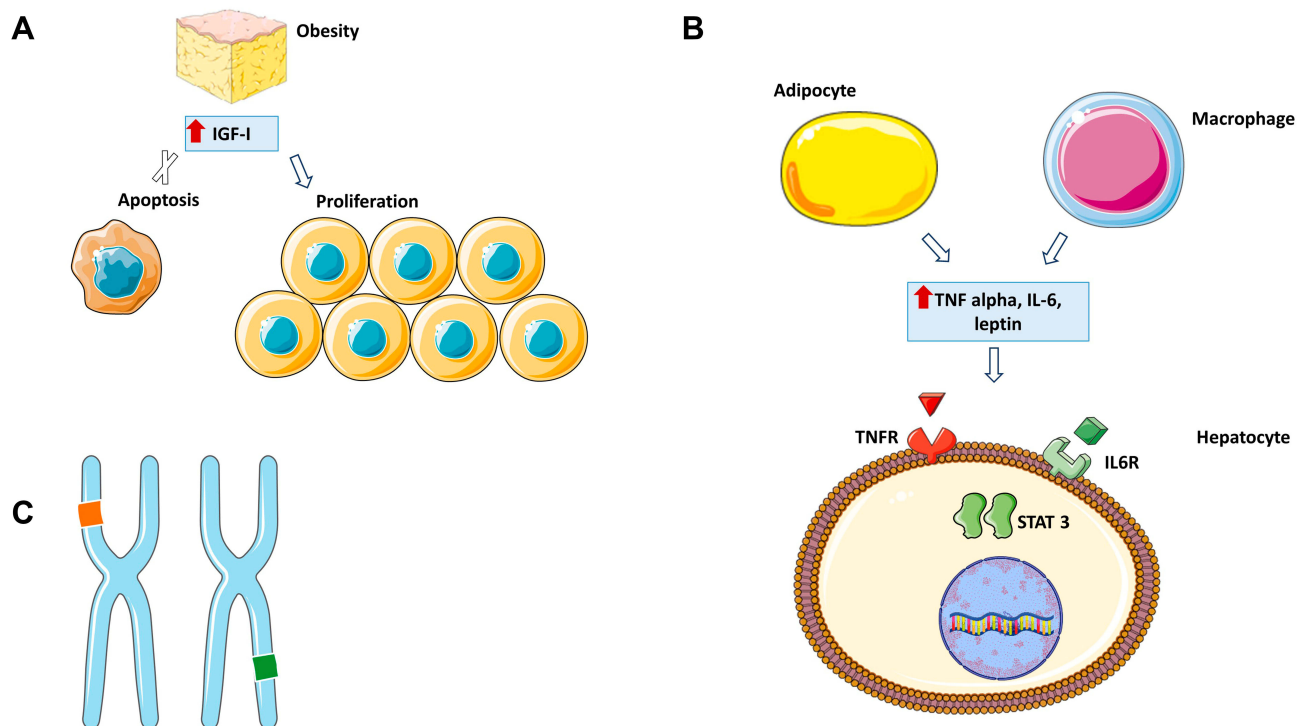 A
Obesity
IGF-I
Apoptosis
Proliferation
B
Adipocyte
Macrophage
TNF alpha, IL-6,
leptin
TNFR
IL6R
Hepatocyte
STAT 3
C